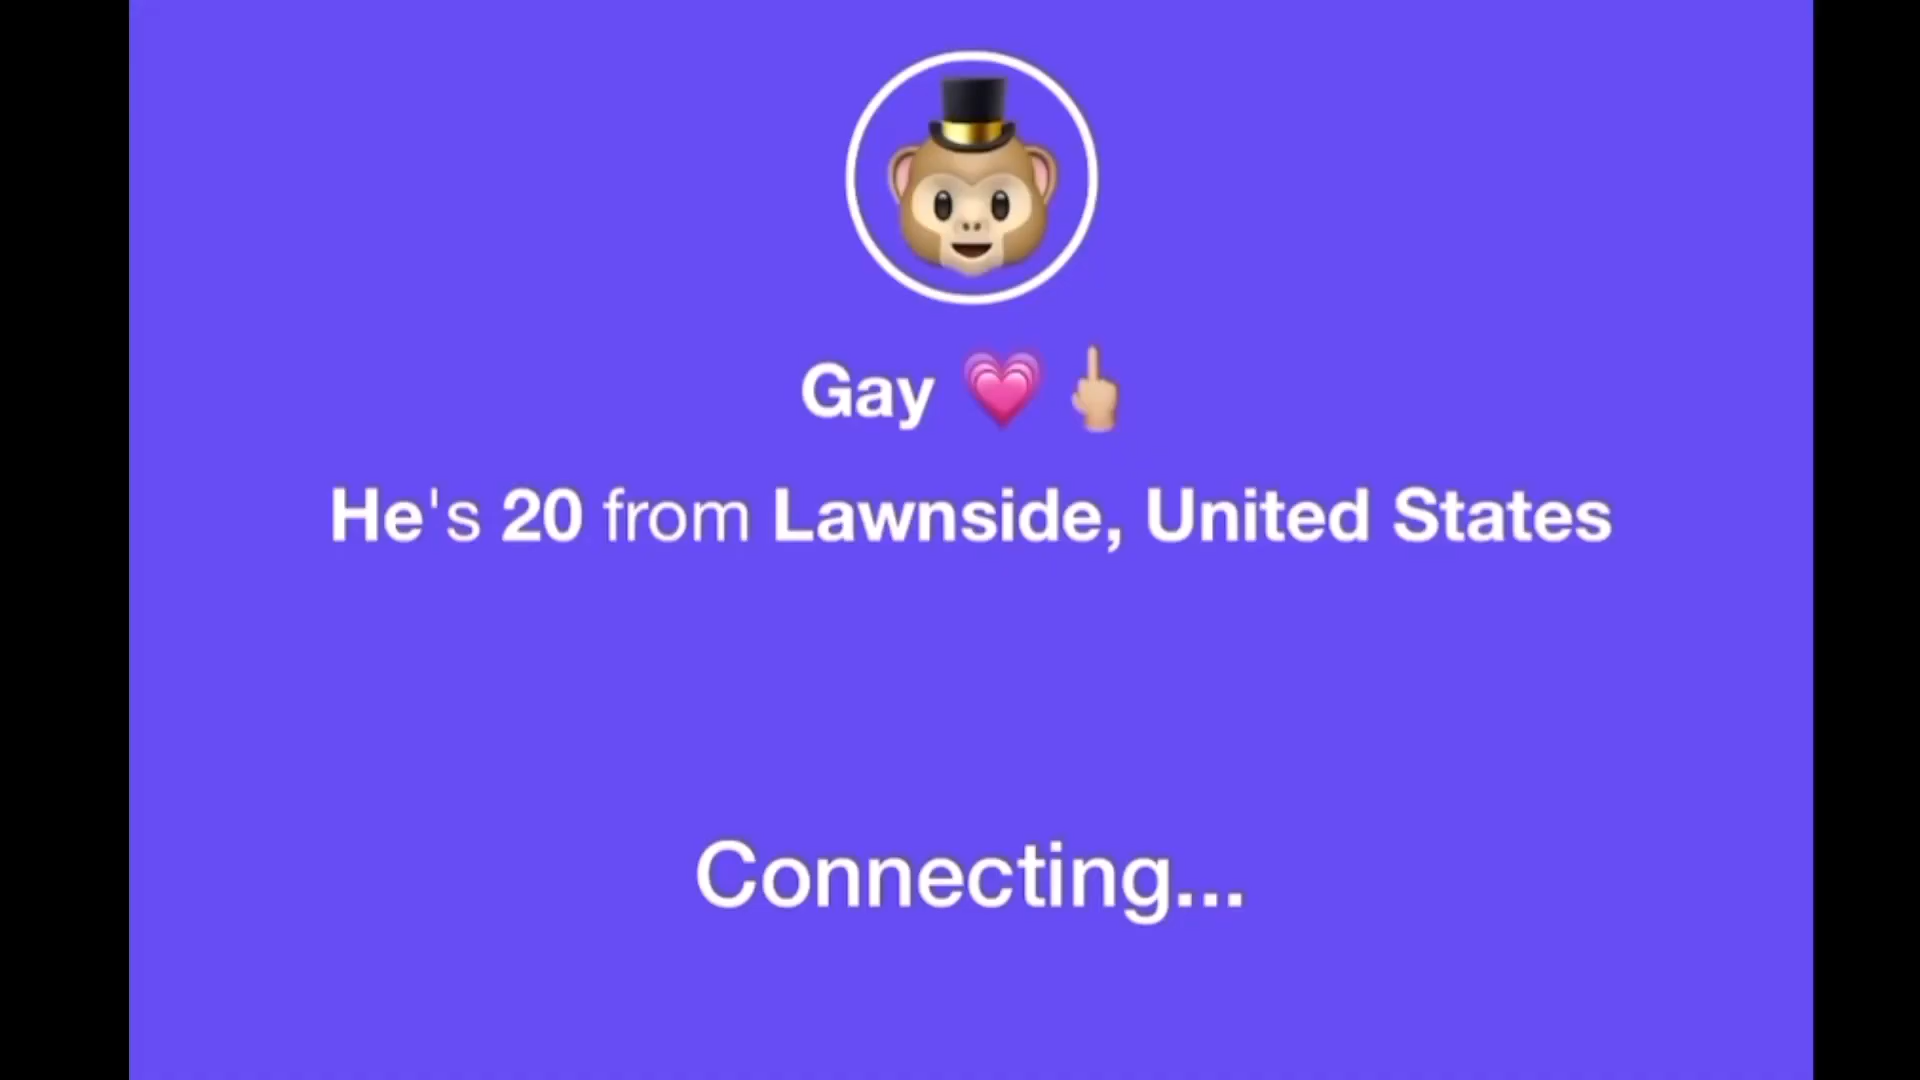 Gay 💗🖕🏼
He's 20 from Lawnside, United States
Connecting...